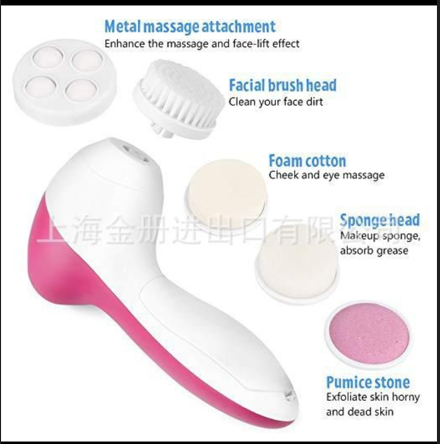 Metal massage attachment
Enhance the massage and face-lift effect
Facial brush head
Clean your face dirt
Foam cotton
Cheek and eye massage
上海金册进出口有限公司
Sponge head
Makeup sponge,
absorb grease
Pumice stone
Exfoliate skin horny
and dead skin